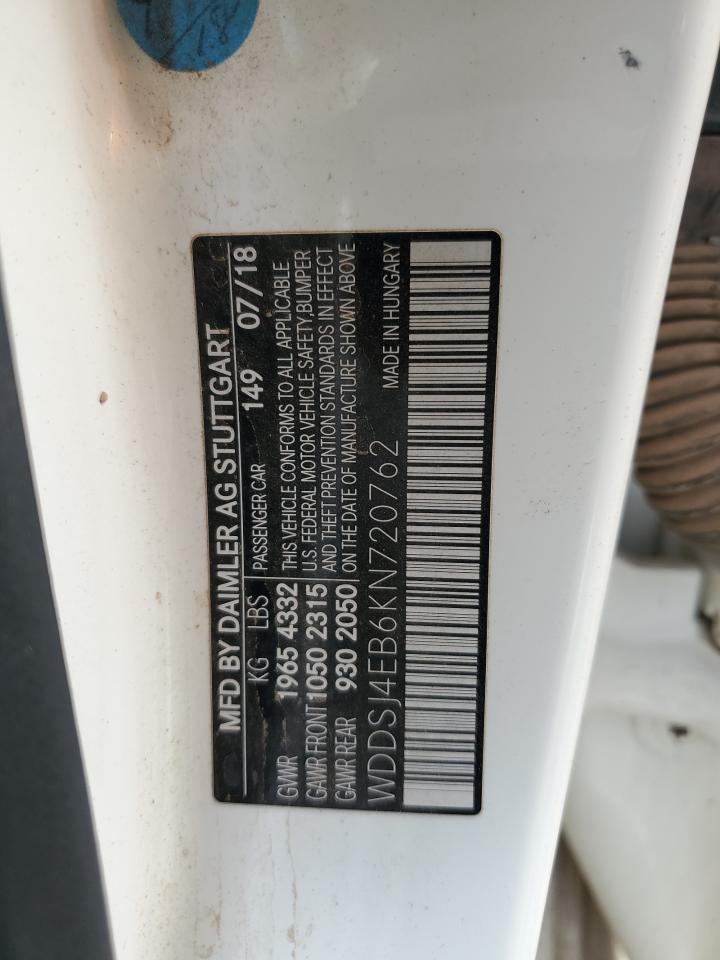 MFD BY DAIMLER AG STUTTGART
KG LBS PASSENGER CAR 149 07/18
GVWR 1965 4332 THIS VEHICLE CONFORMS TO ALL APPLICABLE
GAWR FRONT 1050 2315 U.S. FEDERAL MOTOR VEHICLE SAFETY,BUMPER
AND THEFT PREVENTION STANDARDS IN EFFECT
GAWR REAR 930 2050 ON THE DATE OF MANUFACTURE SHOWN ABOVE
WDDSJ4EB6KN720762 MADE IN HUNGARY